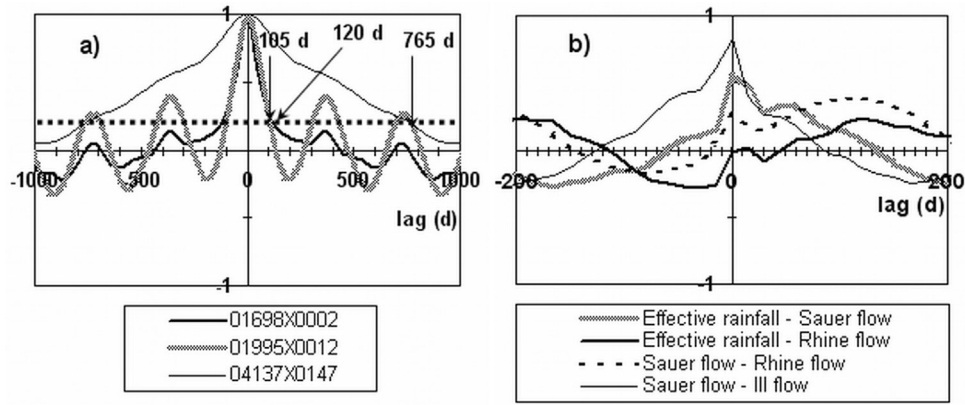 1
a)
105 d
120 d
765 d
-1000
-500
0
500
1000
lag (d)
-1
01698X0002
01995X0012
04137X0147
1
b)
-200
0
200
lag (d)
-1
Effective rainfall - Sauer flow
Effective rainfall - Rhine flow
Sauer flow - Rhine flow
Sauer flow - Ill flow